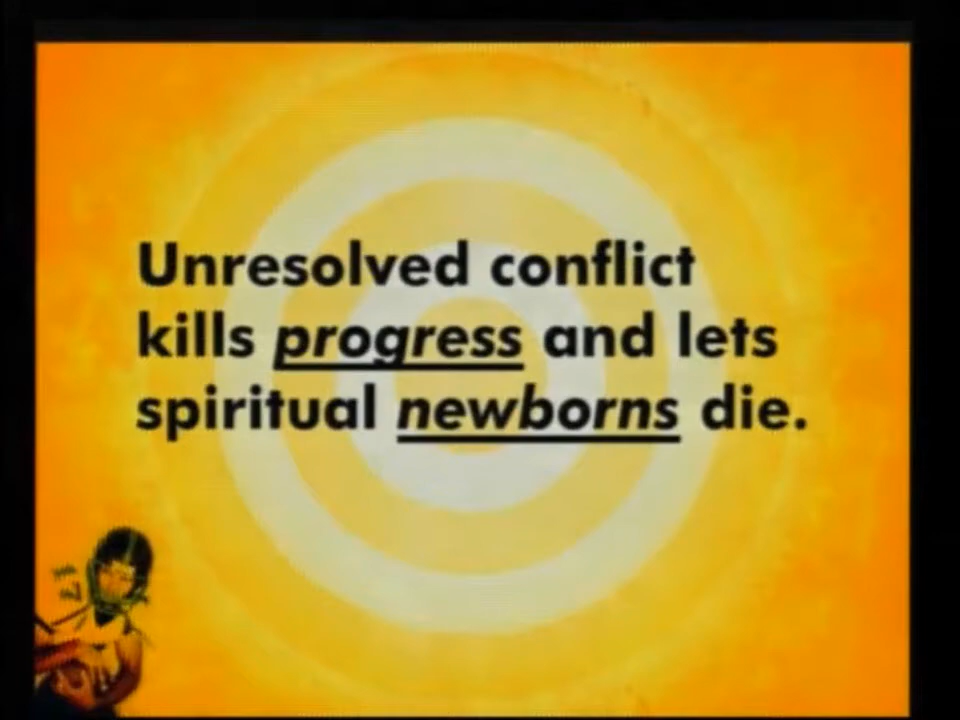 Unresolved conflict
kills progress and lets
spiritual newborns die.